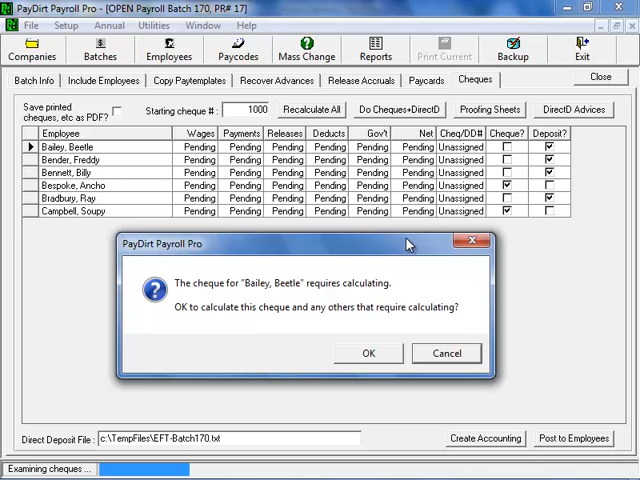 PayDirt Payroll Pro - [OPEN Payroll Batch 170, PR# 17]
File Setup Annual Utilities Window Help
Companies Batches Employees Paycodes Mass Change Reports Print Current Backup Exit
Batch Info Include Employees Copy Paytemplates Recover Advances Release Accruals Paycards Cheques Close
Save printed
cheques, etc as PDF? Starting cheque # : 1000 Recalculate All Do Cheques+DirectD Proofing Sheets DirectD Advices
Employee Wages Payments Releases Deducts Gov't Net Cheq/DD# Cheque? Deposit?
Bailey, Beetle Pending Pending Pending Pending Pending Pending Unassigned
Bender, Freddy Pending Pending Pending Pending Pending Pending Unassigned
Bennett, Billy Pending Pending Pending Pending Pending Pending Unassigned
Bespoke, Ancho Pending Pending Pending Pending Pending Pending Unassigned
Bradbury, Ray Pending Pending Pending Pending Pending Pending Unassigned
Campbell, Soupy Pending Pending Pending Pending Pending Pending Unassigned
PayDirt Payroll Pro
The cheque for "Bailey, Beetle" requires calculating.
OK to calculate this cheque and any others that require calculating?
OK Cancel
Direct Deposit File : c:\TempFiles\EFT-Batch170.txt Create Accounting Post to Employees
Examining cheques ...